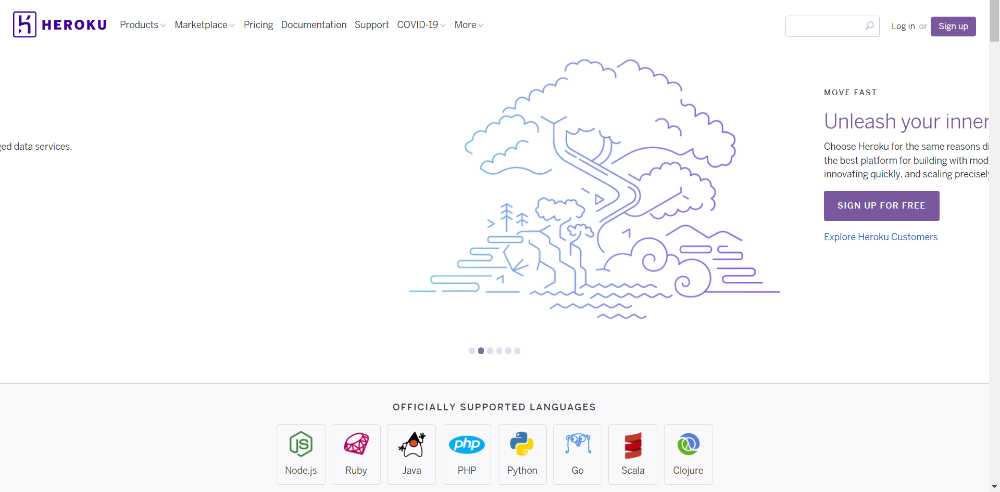 HEROKU Products Marketplace Pricing Documentation Support COVID-19 More Log in or Sign up
MOVE FAST
Unleash your inner
ged data services.
Choose Heroku for the same reasons di
the best platform for building with mod
innovating quickly, and scaling precisely
SIGN UP FOR FREE
Explore Heroku Customers
OFFICIALLY SUPPORTED LANGUAGES
JS
php
Node.js Ruby Java PHP Python Go Scala Clojure